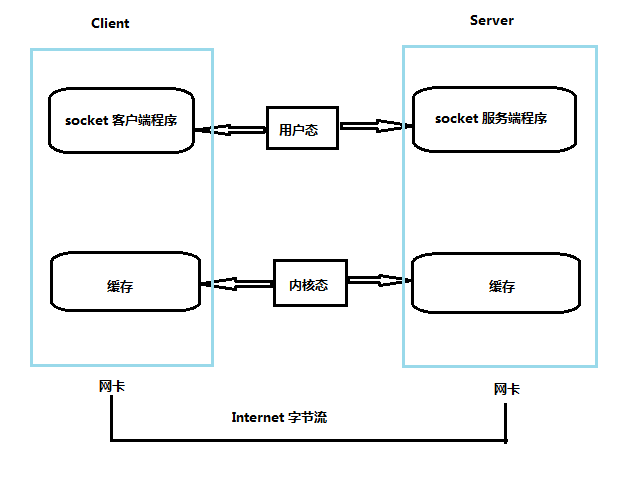 Client
Server
socket 客户端程序
用户态
socket 服务端程序
缓存
内核态
缓存
网卡
网卡
Internet 字节流